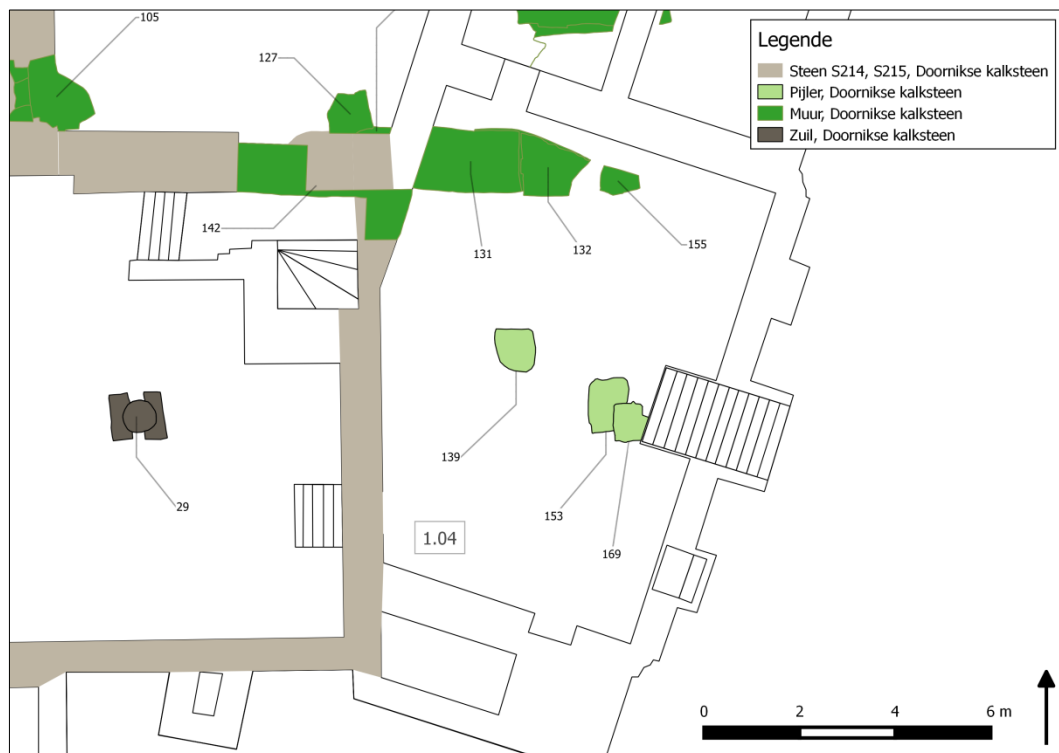 105
127
Legende
Steen S214, S215, Doornikse kalksteen
Pijler, Doornikse kalksteen
Muur, Doornikse kalksteen
Zuil, Doornikse kalksteen
142
131
132
155
139
29
153
169
1.04
0 2 4 6 m